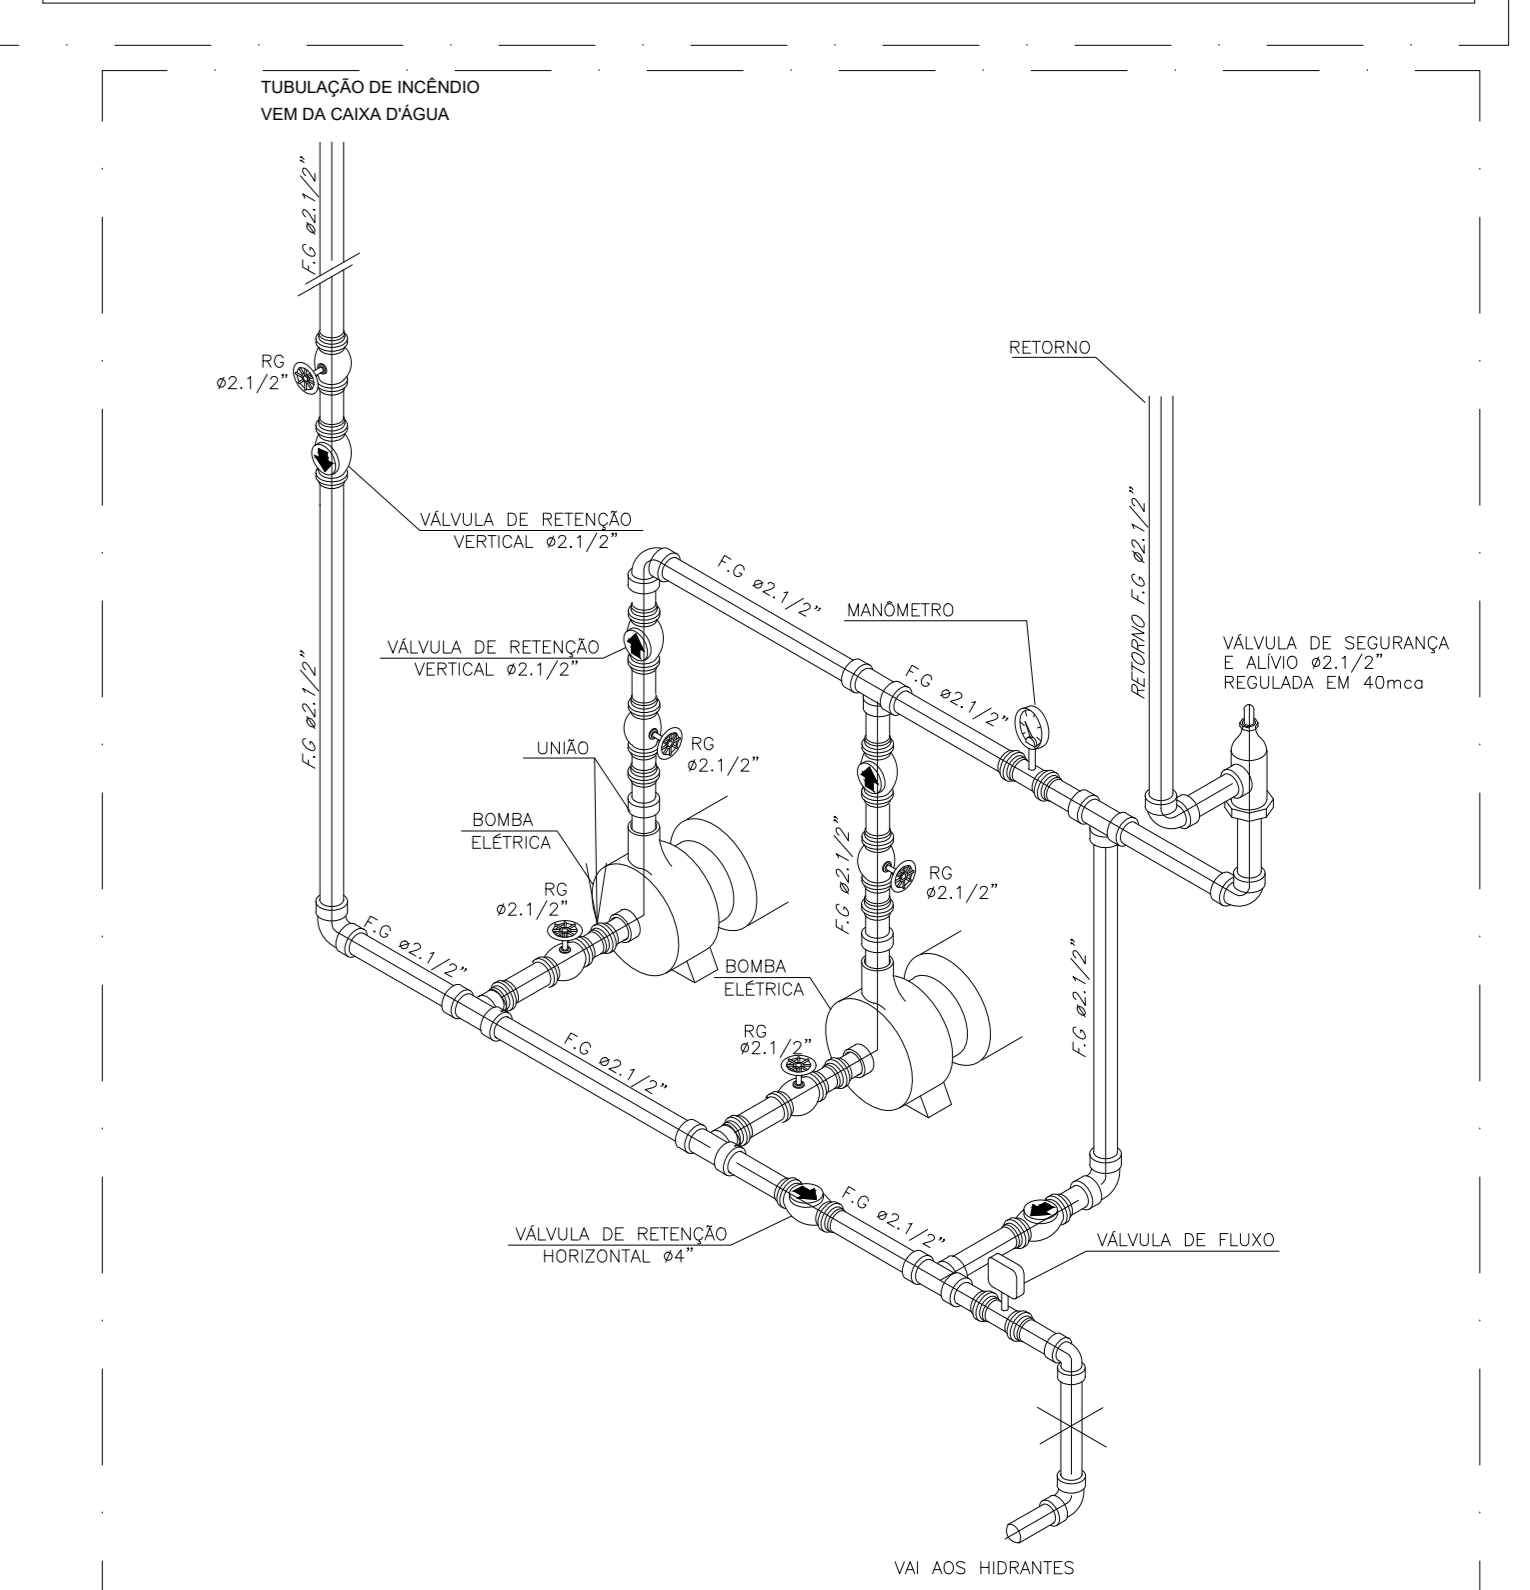 TUBULAÇÃO DE INCÊNDIO
VEM DA CAIXA D'ÁGUA
F.G ø2.1/2"
RG
ø2.1/2"
RETORNO
VÁLVULA DE RETENÇÃO
VERTICAL ø2.1/2"
RETORNO F.G ø2.1/2"
F.G ø2.1/2"
MANÔMETRO
VÁLVULA DE RETENÇÃO
VERTICAL ø2.1/2"
VÁLVULA DE SEGURANÇA
E ALÍVIO ø2.1/2"
REGULADA EM 40mca
F.G ø2.1/2"
F.G ø2.1/2"
UNIÃO
RG
ø2.1/2"
BOMBA
ELÉTRICA
F.G ø2.1/2"
RG
ø2.1/2"
RG
ø2.1/2"
F.G ø2.1/2"
BOMBA
ELÉTRICA
F.G ø2.1/2"
RG
ø2.1/2"
F.G ø2.1/2"
F.G ø2.1/2"
VÁLVULA DE RETENÇÃO
HORIZONTAL ø4"
VÁLVULA DE FLUXO
VAI AOS HIDRANTES